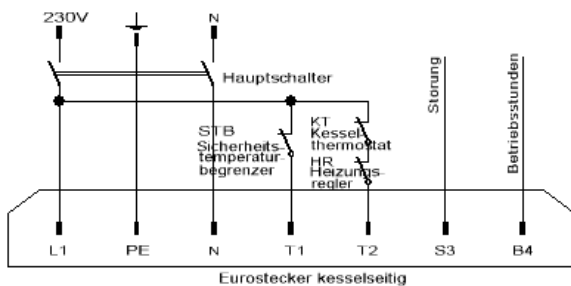 230V
N
Hauptschalter
STB
Sicherheits-
temperatur-
begrenzer
KT
Kessel-
thermostat
HR
Heizungs-
regler
Storung
Betriebsstunden
L1
PE
N
T1
T2
S3
B4
Eurostecker kesselseitig